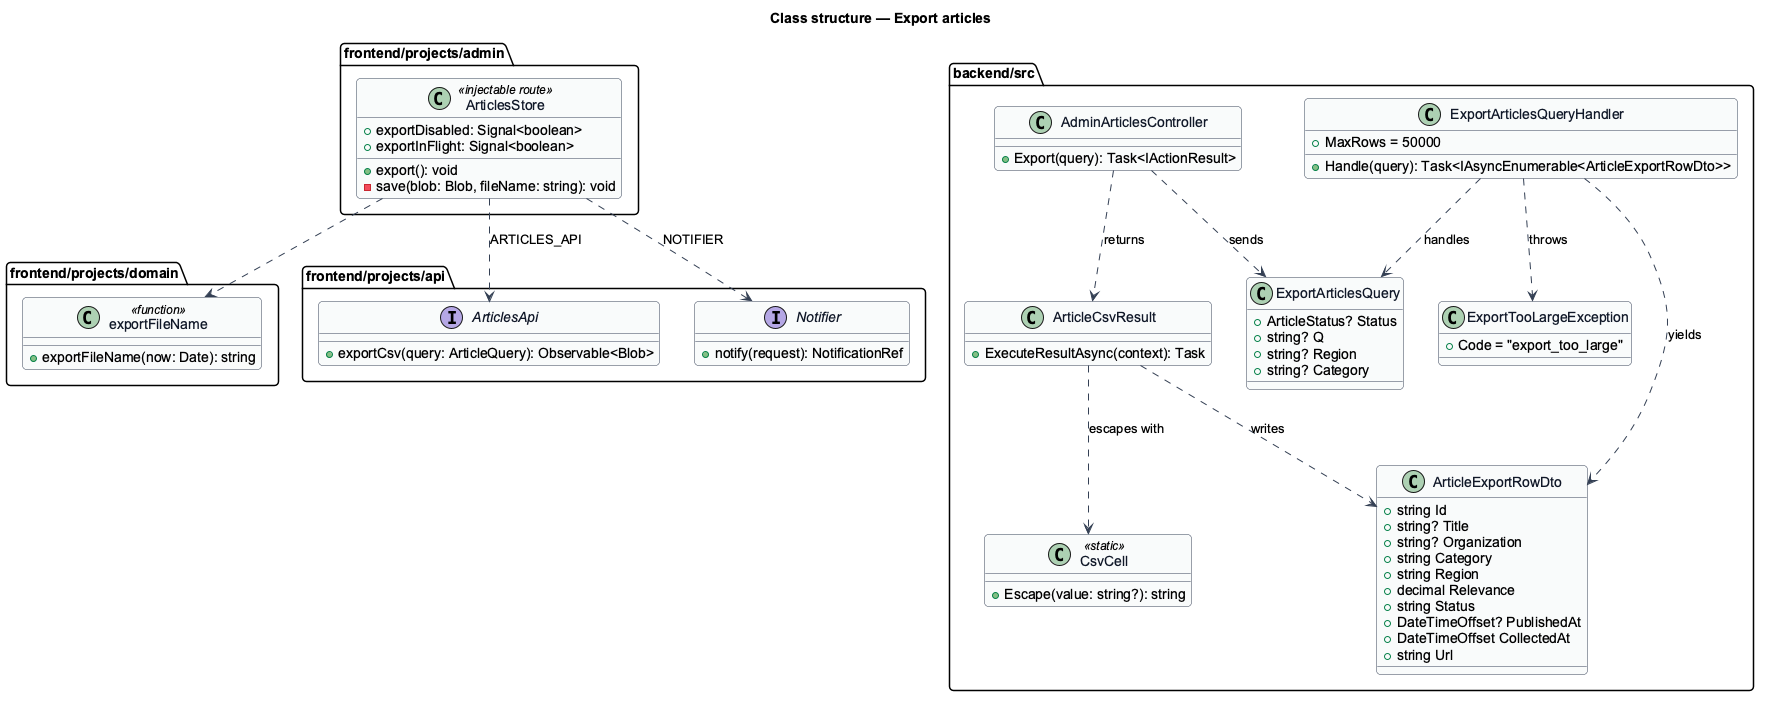 Class structure — Export articles
frontend/projects/admin
«injectable route»
ArticlesStore
exportDisabled: Signal<boolean>
exportInFlight: Signal<boolean>
export(): void
save(blob: Blob, fileName: string): void
ARTICLES_API
NOTIFIER
frontend/projects/domain
«function»
exportFileName
exportFileName(now: Date): string
frontend/projects/api
ArticlesApi
exportCsv(query: ArticleQuery): Observable<Blob>
Notifier
notify(request): NotificationRef
backend/src
AdminArticlesController
Export(query): Task<IActionResult>
ExportArticlesQueryHandler
MaxRows = 50000
Handle(query): Task<IAsyncEnumerable<ArticleExportRowDto>>
returns
sends
handles
throws
yields
ArticleCsvResult
ExecuteResultAsync(context): Task
ExportArticlesQuery
ArticleStatus? Status
string? Q
string? Region
string? Category
ExportTooLargeException
Code = "export_too_large"
escapes with
writes
«static»
CsvCell
Escape(value: string?): string
ArticleExportRowDto
string Id
string? Title
string? Organization
string Category
string Region
decimal Relevance
string Status
DateTimeOffset? PublishedAt
DateTimeOffset CollectedAt
string Url